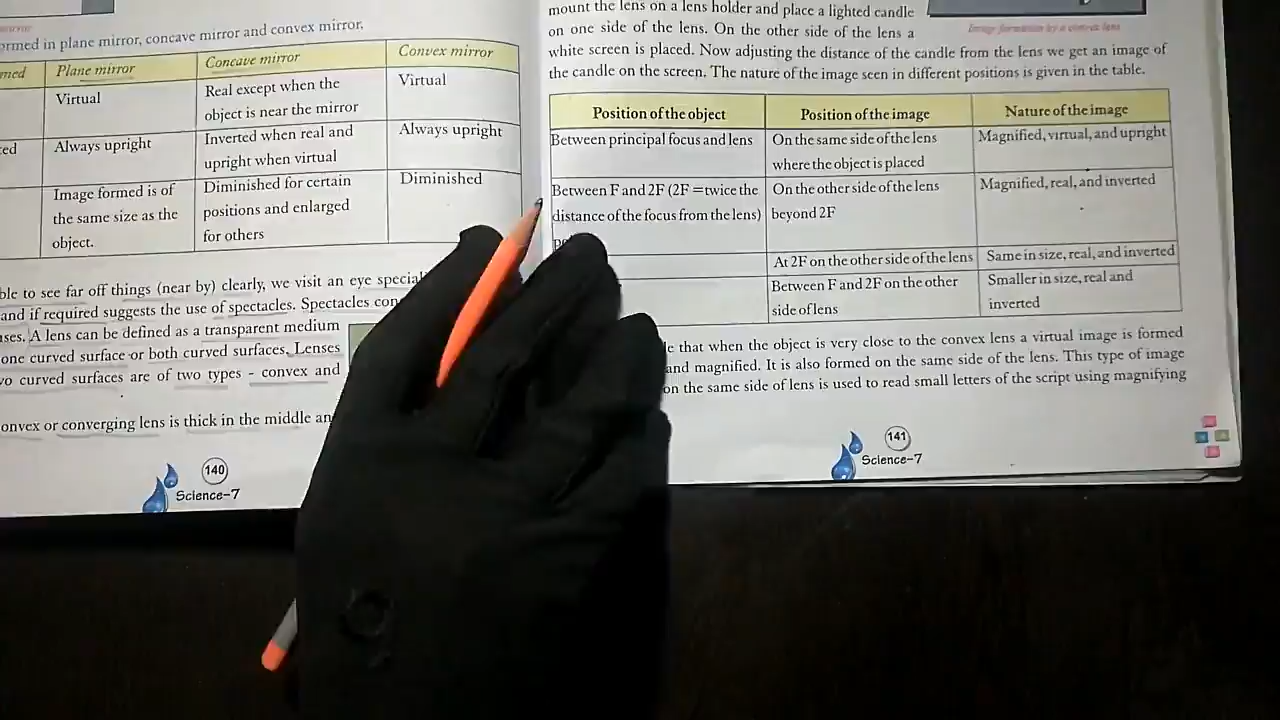 ormed in plane mirror, concave mirror and convex mirror.
med Plane mirror Concave mirror Convex mirror
Virtual Real except when the object is near the mirror Virtual
ed Always upright Inverted when real and upright when virtual Always upright
Image formed is of the same size as the object. Diminished for certain positions and enlarged for others Diminished
ble to see far off things (near by) clearly, we visit an eye special
and if required suggests the use of spectacles. Spectacles con
ses. A lens can be defined as a transparent medium
one curved surface or both curved surfaces. Lenses
vo curved surfaces are of two types - convex and
onvex or converging lens is thick in the middle an
140
Science-7
mount the lens on a lens holder and place a lighted candle
on one side of the lens. On the other side of the lens a
Image formation by a convex lens
white screen is placed. Now adjusting the distance of the candle from the lens we get an image of
the candle on the screen. The nature of the image seen in different positions is given in the table.
Position of the object Position of the image Nature of the image
Between principal focus and lens On the same side of the lens where the object is placed Magnified, virtual, and upright
Between F and 2F (2F =twice the distance of the focus from the lens) On the other side of the lens beyond 2F Magnified, real, and inverted
At 2F on the other side of the lens Same in size, real, and inverted
Between F and 2F on the other side of lens Smaller in size, real and inverted
e that when the object is very close to the convex lens a virtual image is formed
and magnified. It is also formed on the same side of the lens. This type of image
on the same side of lens is used to read small letters of the script using magnifying
141
Science-7